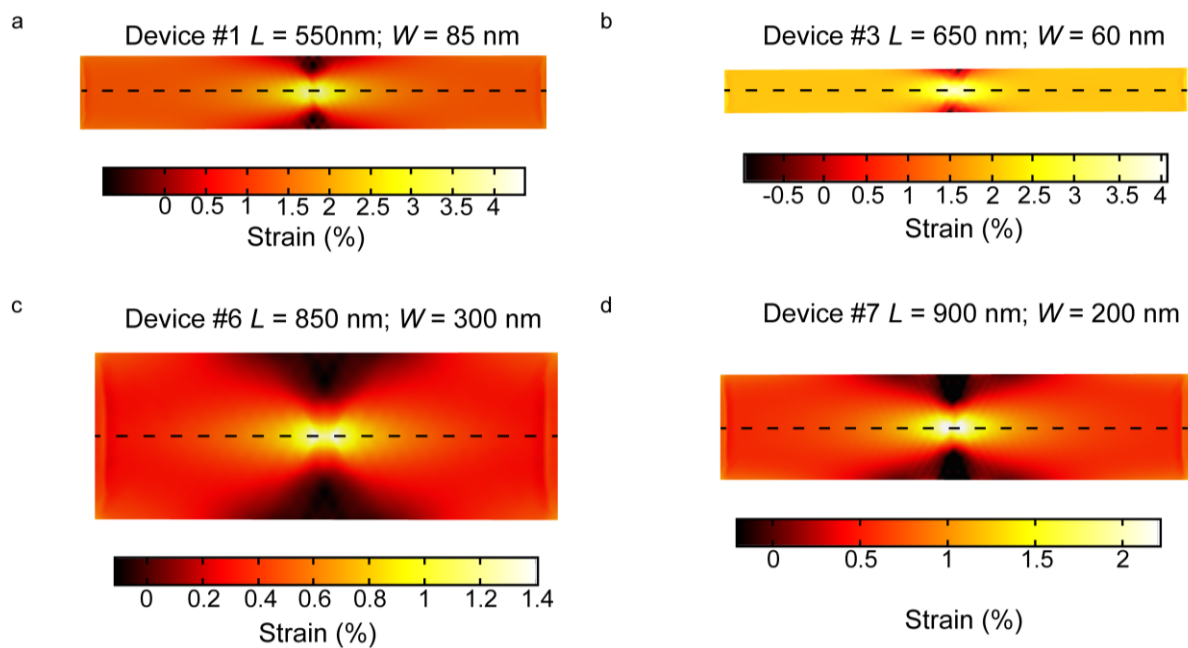 a
Device #1 L = 550nm; W = 85 nm
0 0.5 1 1.5 2 2.5 3 3.5 4
Strain (%)
b
Device #3 L = 650 nm; W = 60 nm
-0.5 0 0.5 1 1.5 2 2.5 3 3.5 4
Strain (%)
c
Device #6 L = 850 nm; W = 300 nm
0 0.2 0.4 0.6 0.8 1 1.2 1.4
Strain (%)
d
Device #7 L = 900 nm; W = 200 nm
0 0.5 1 1.5 2
Strain (%)